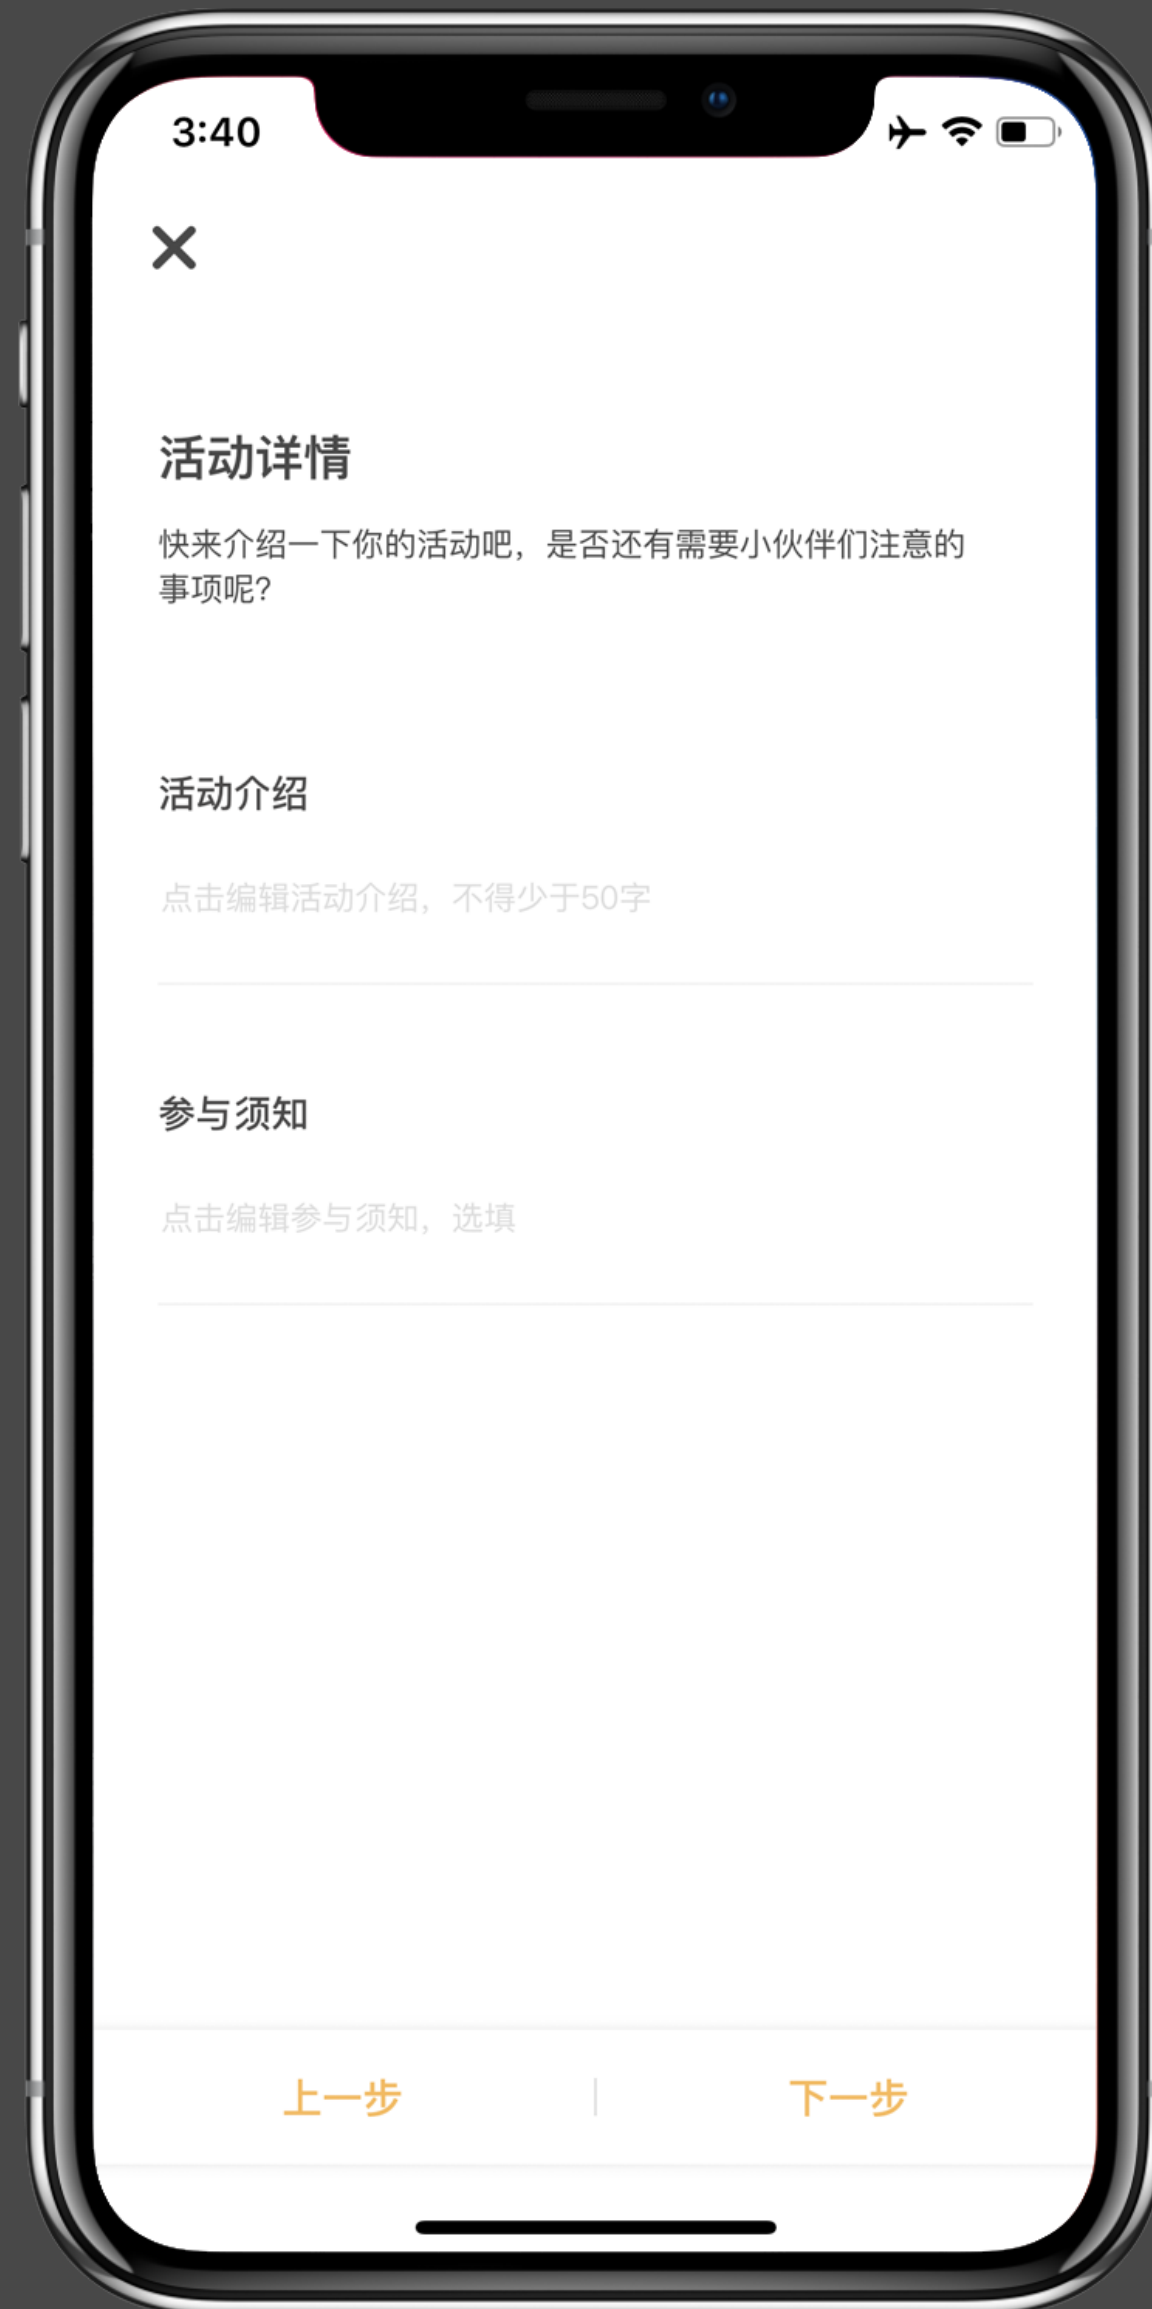 3:40
活动详情
快来介绍一下你的活动吧，是否还有需要小伙伴们注意的
事项呢？
活动介绍
点击编辑活动介绍，不得少于50字
参与须知
点击编辑参与须知，选填
上一步
下一步